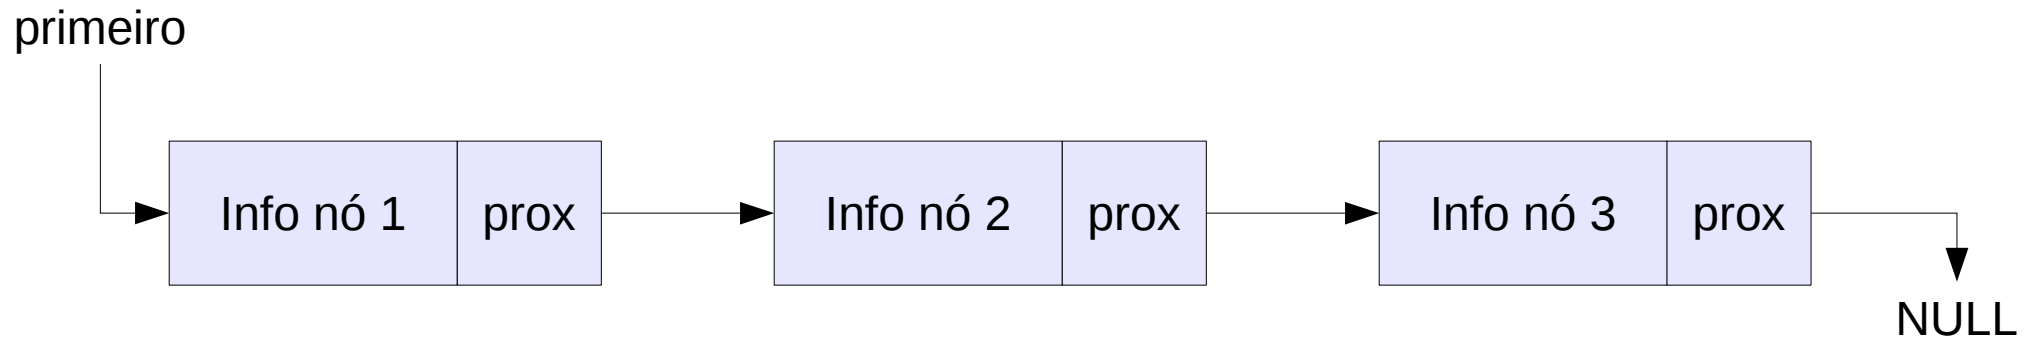 primeiro
Info nó 1 prox Info nó 2 prox Info nó 3 prox
NULL